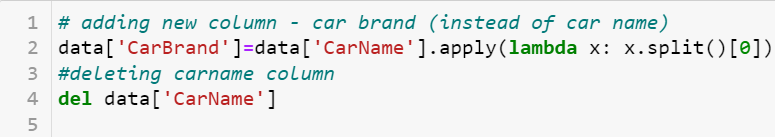 1 # adding new column - car brand (instead of car name)
2 data['CarBrand']=data['CarName'].apply(lambda x: x.split()[0])
3 #deleting carname column
4 del data['CarName']
5